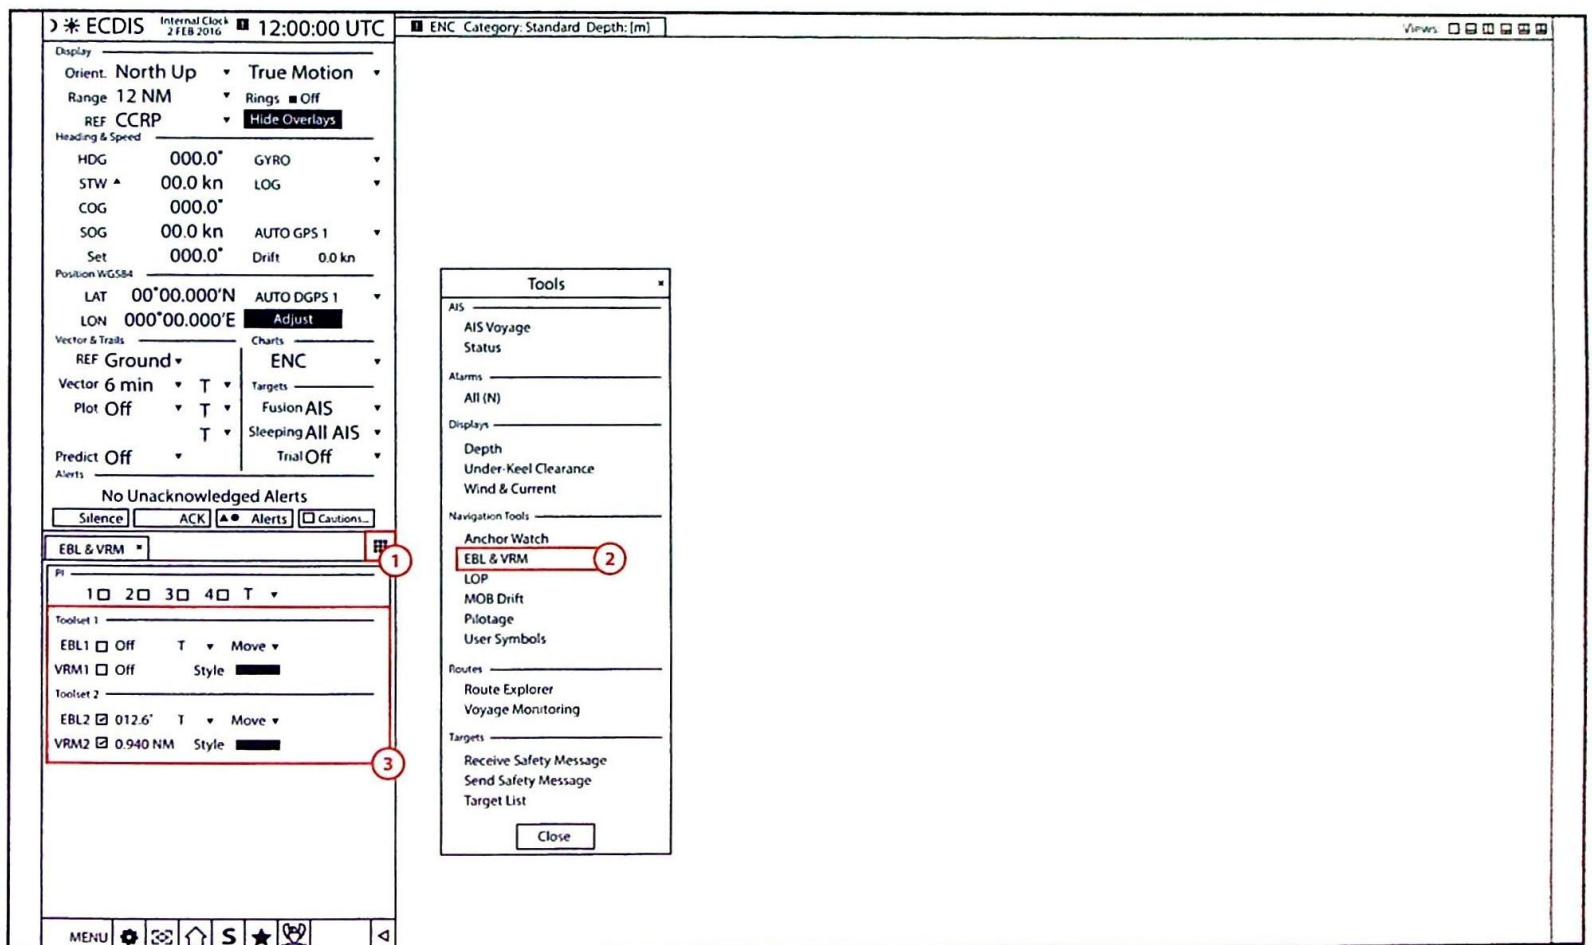 ECDIS Internal Clock 2 FEB 2016 12:00:00 UTC
ENC Category: Standard Depth: [m]
Views
Display
Orient. North Up True Motion
Range 12 NM Rings Off
REF CCRP Hide Overlays
Heading & Speed
HDG 000.0° GYRO
STW 00.0 kn LOG
COG 000.0°
SOG 00.0 kn AUTO GPS 1
Set 000.0° Drift 0.0 kn
Position WGS84
LAT 00°00.000'N AUTO DGPS 1
LON 000°00.000'E Adjust
Vector & Trails Charts
REF Ground ENC
Vector 6 min T Targets
Plot Off T Fusion AIS
T Sleeping All AIS
Predict Off Trial Off
Alerts
No Unacknowledged Alerts
Silence ACK Alerts Cautions...
EBL & VRM
1
PI
1 2 3 4 T
Toolset 1
EBL1 Off T Move
VRM1 Off Style
Toolset 2
EBL2 012.6° T Move
VRM2 0.940 NM Style
3
MENU S
Tools
AIS
AIS Voyage
Status
Alarms
All (N)
Displays
Depth
Under-Keel Clearance
Wind & Current
Navigation Tools
Anchor Watch
EBL & VRM 2
LOP
MOB Drift
Pilotage
User Symbols
Routes
Route Explorer
Voyage Monitoring
Targets
Receive Safety Message
Send Safety Message
Target List
Close